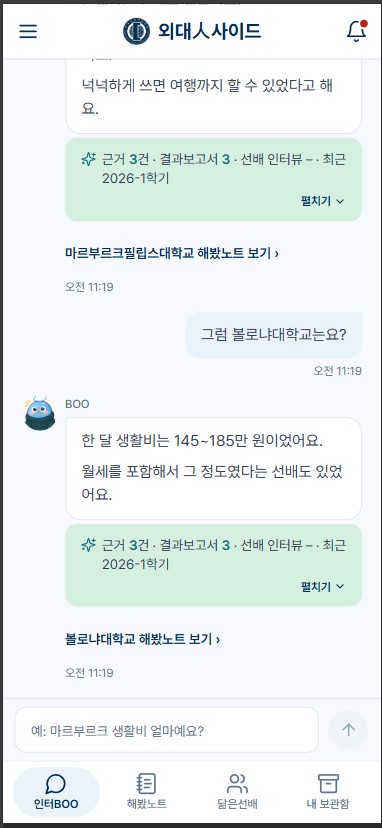 외대人사이드
넉넉하게 쓰면 여행까지 할 수 있었다고 해
요.
근거 3건 · 결과보고서 3 · 선배 인터뷰 – · 최근
2026-1학기
펼치기
마르부르크필립스대학교 해봤노트 보기 ›
오전 11:19
그럼 볼로냐대학교는요?
오전 11:19
BOO
한 달 생활비는 145~185만 원이었어요.
월세를 포함해서 그 정도였다는 선배도 있었
어요.
근거 3건 · 결과보고서 3 · 선배 인터뷰 – · 최근
2026-1학기
펼치기
볼로냐대학교 해봤노트 보기 ›
오전 11:19
예: 마르부르크 생활비 얼마예요?
인터BOO
해봤노트
닮은선배
내 보관함